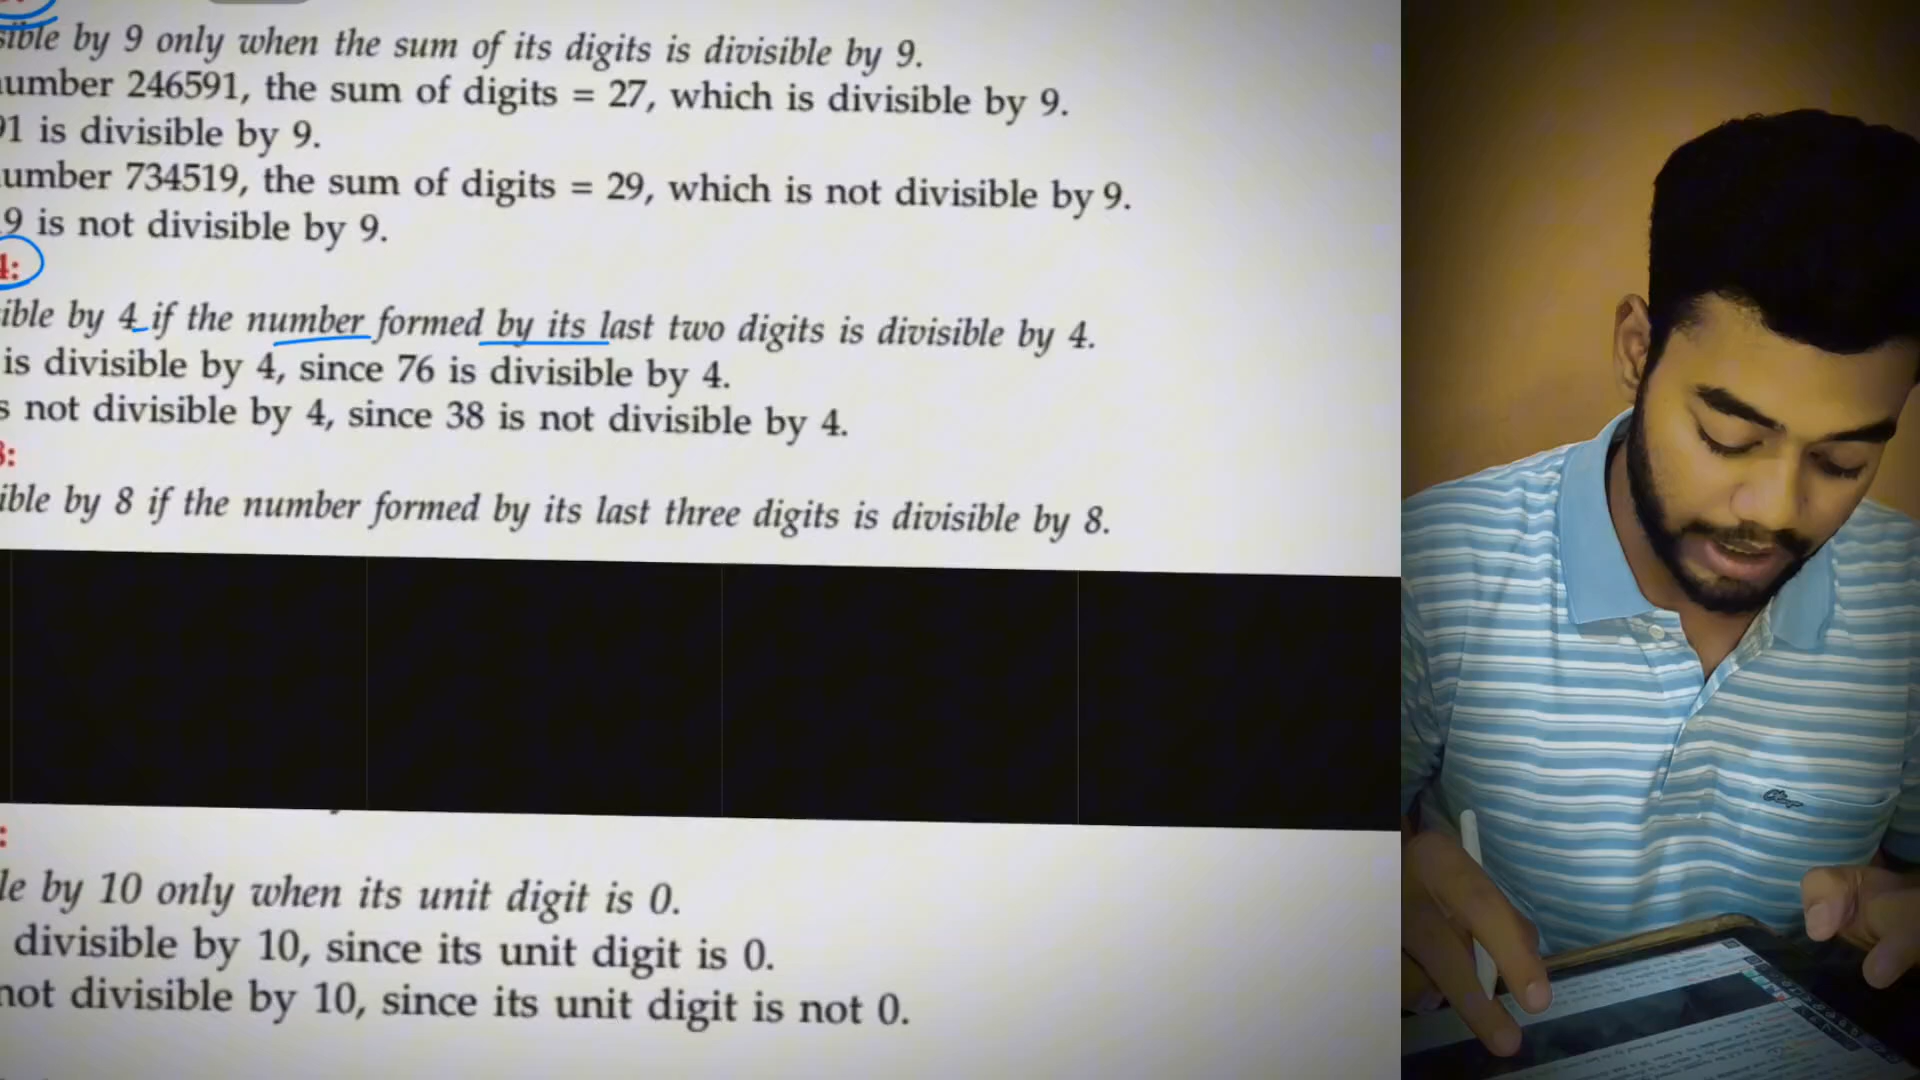 by 9 only when the sum of its digits is divisible by 9.
number 246591, the sum of digits = 27, which is divisible by 9.
91 is divisible by 9.
number 734519, the sum of digits = 29, which is not divisible by 9.
19 is not divisible by 9.
4:
ible by 4 if the number formed by its last two digits is divisible by 4.
is divisible by 4, since 76 is divisible by 4.
s not divisible by 4, since 38 is not divisible by 4.
8:
ible by 8 if the number formed by its last three digits is divisible by 8.
:
le by 10 only when its unit digit is 0.
divisible by 10, since its unit digit is 0.
not divisible by 10, since its unit digit is not 0.